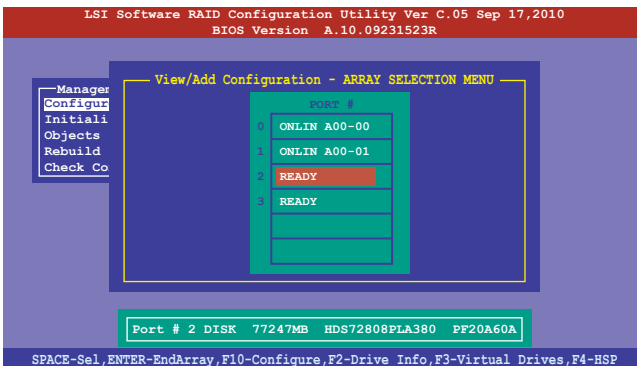 LSI Software RAID Configuration Utility Ver C.05 Sep 17,2010
BIOS Version A.10.09231523R
View/Add Configuration - ARRAY SELECTION MENU
Managem
Configur
Initiali
Objects
Rebuild
Check Co
PORT #
0 ONLIN A00-00
1 ONLIN A00-01
2 READY
3 READY
Port # 2 DISK 77247MB HDS72808PLA380 PF20A60A
SPACE-Sel,ENTER-EndArray,F10-Configure,F2-Drive Info,F3-Virtual Drives,F4-HSP